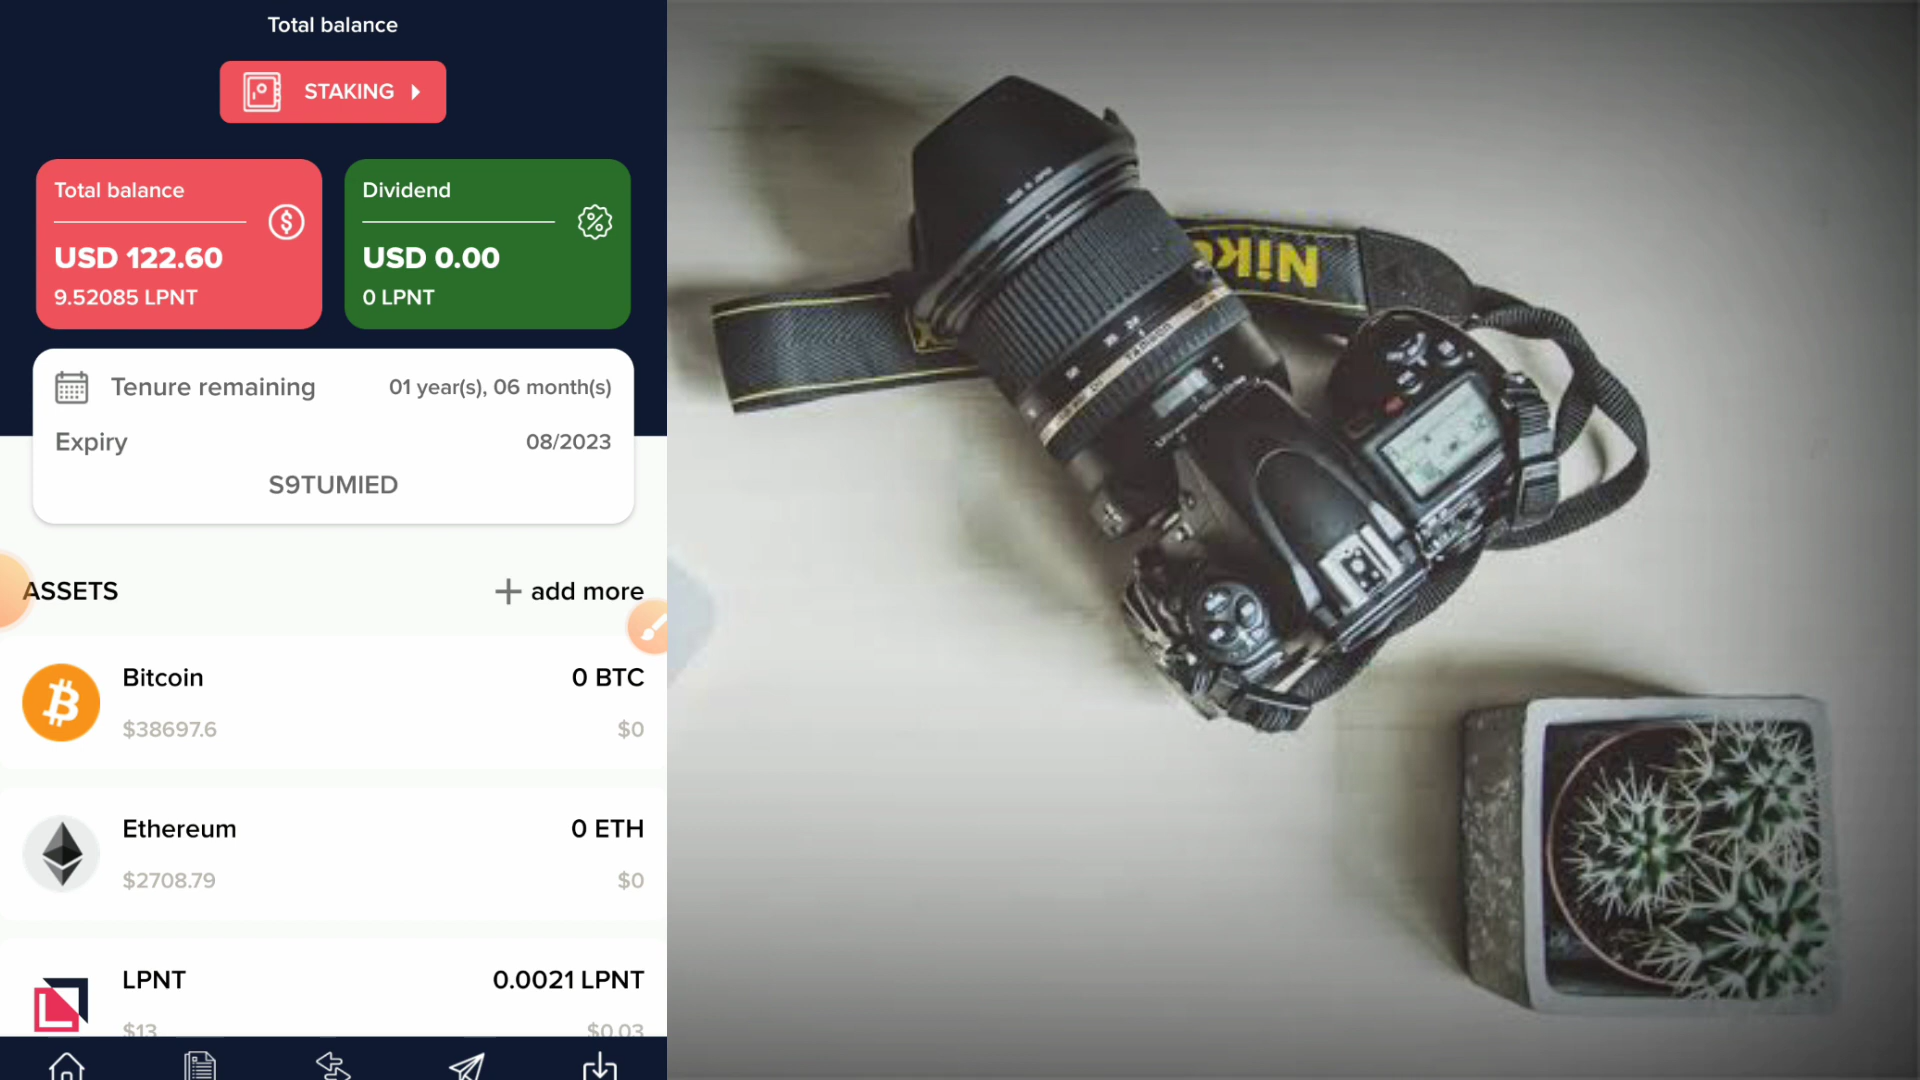 Total balance
STAKING
Total balance
USD 122.60
9.52085 LPNT
Dividend
USD 0.00
0 LPNT
Tenure remaining
01 year(s), 06 month(s)
Expiry
08/2023
S9TUMIED
ASSETS
add more
Bitcoin
0 BTC
$38697.6
$0
Ethereum
0 ETH
$2708.79
$0
LPNT
0.0021 LPNT
$13
$0.03
Nik
TAMRON